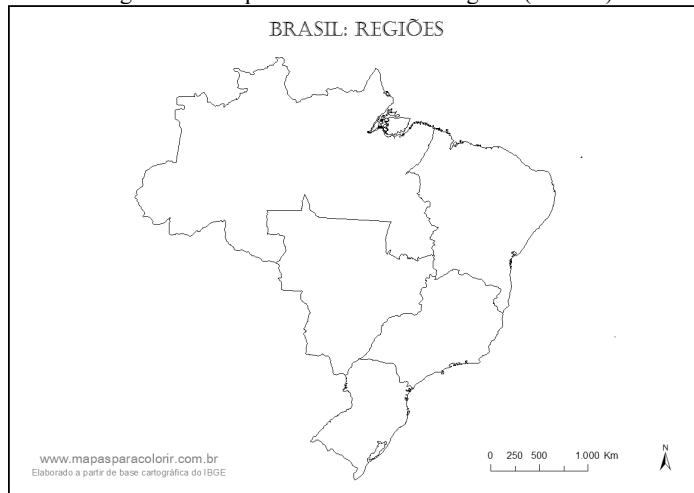 BRASIL: REGIÕES
www.mapasparacolorir.com.br
Elaborado a partir de base cartográfica do IBGE
0 250 500 1.000 Km
N